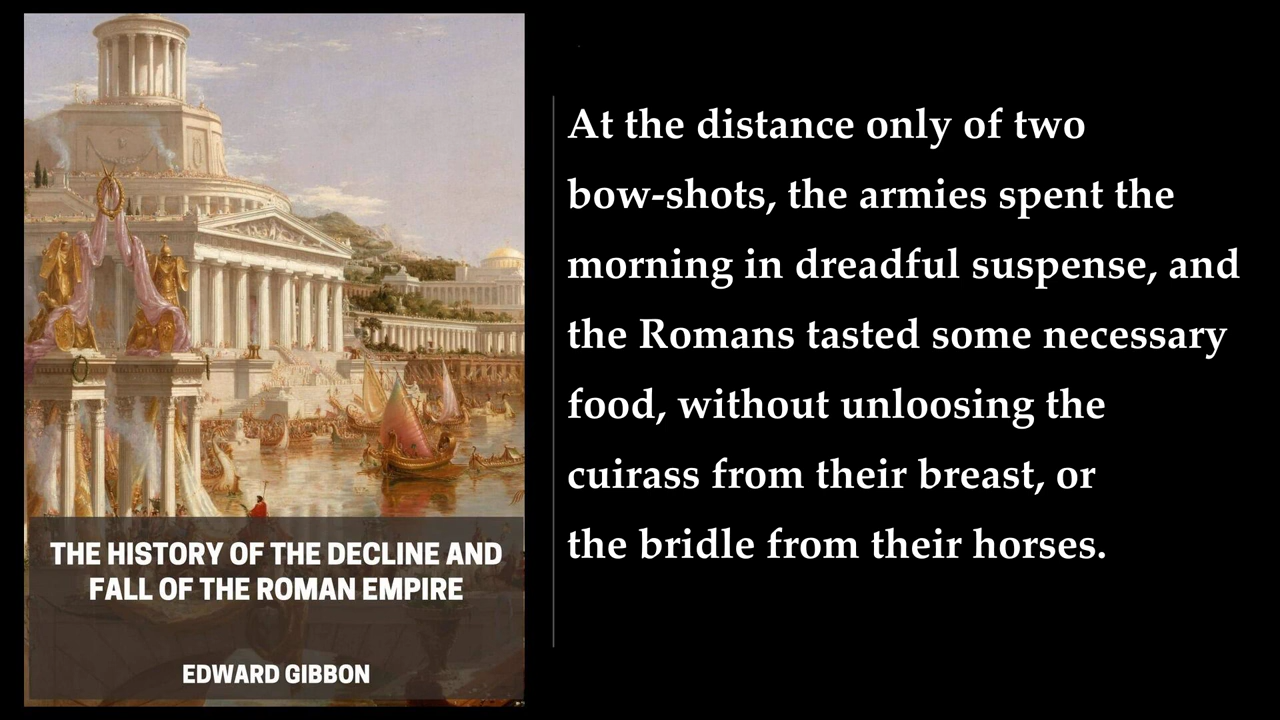 THE HISTORY OF THE DECLINE AND
FALL OF THE ROMAN EMPIRE
EDWARD GIBBON
At the distance only of two
bow-shots, the armies spent the
morning in dreadful suspense, and
the Romans tasted some necessary
food, without unloosing the
cuirass from their breast, or
the bridle from their horses.